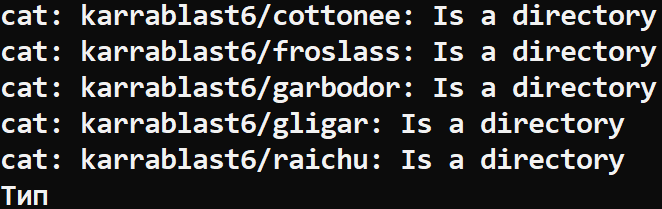 cat: karrablast6/cottonee: Is a directory
cat: karrablast6/froslass: Is a directory
cat: karrablast6/garbodor: Is a directory
cat: karrablast6/gligar: Is a directory
cat: karrablast6/raichu: Is a directory
Тип